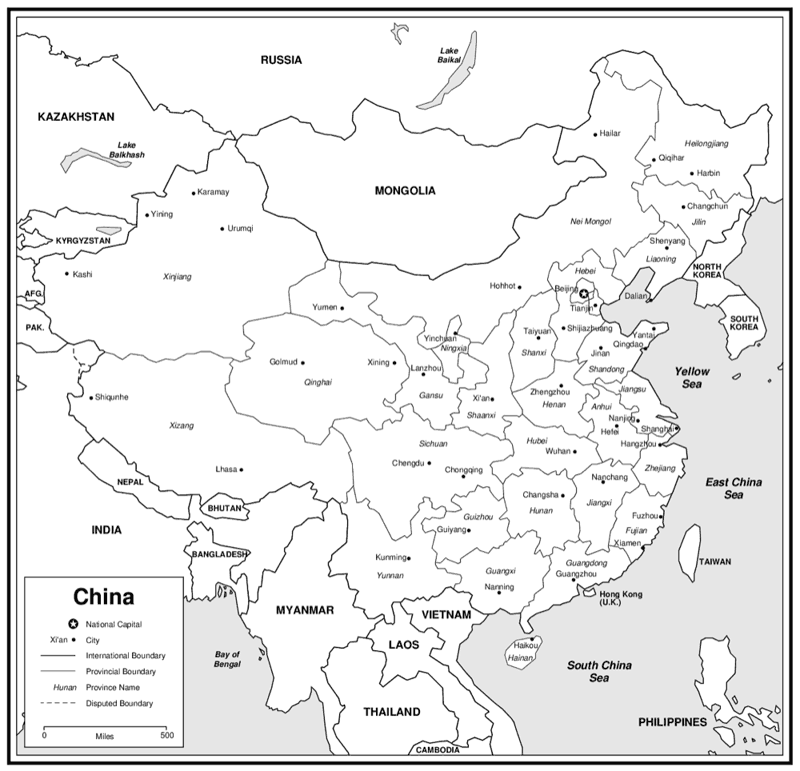 RUSSIA
Lake
Baikal
KAZAKHSTAN
Lake
Balkhash
MONGOLIA
Hailar
Heilongjiang
Qiqihar
Harbin
Karamay
Yining
Urumqi
KYRGYZSTAN
Changchun
Jilin
Nei Mongol
Shenyang
Liaoning
Kashi
Xinjiang
Hebei
NORTH
KOREA
Hohhot
Beijing
Dalian
AFG.
Tianjin
Yumen
SOUTH
KOREA
PAK.
Taiyuan
Shijiazhuang
Yantai
Yinchuan
Ningxia
Shanxi
Jinan
Qingdao
Golmud
Xining
Lanzhou
Shandong
Yellow
Sea
Qinghai
Gansu
Zhengzhou
Henan
Jiangsu
Shiqunhe
Xi'an
Shaanxi
Anhui
Nanjing
Hefei
Shanghai
Xizang
Sichuan
Hubei
Wuhan
Hangzhou
Lhasa
Chengdu
Chongqing
Zhejiang
NEPAL
Nanchang
East China
Sea
BHUTAN
Changsha
Hunan
Jiangxi
INDIA
Guizhou
Guiyang
Fuzhou
Fujian
BANGLADESH
Xiamen
Kunming
Yunnan
Guangxi
Nanning
Guangdong
Guangzhou
TAIWAN
Hong Kong
(U.K.)
MYANMAR
VIETNAM
LAOS
Haikou
Hainan
Bay of
Bengal
South China
Sea
THAILAND
PHILIPPINES
CAMBODIA
China
National Capital
Xi'an City
International Boundary
Provincial Boundary
Hunan Province Name
Disputed Boundary
0 Miles 500